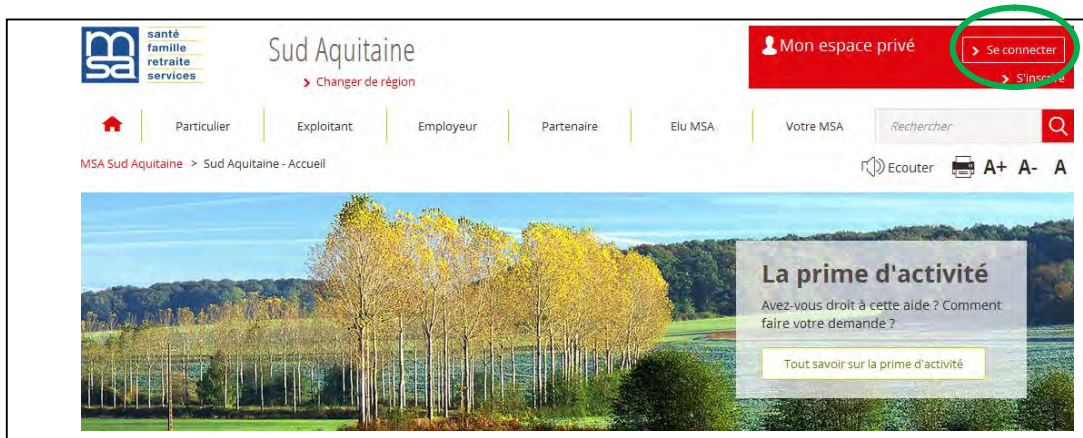 msa
santé
famille
retraite
services
Sud Aquitaine
> Changer de région
Mon espace privé
> Se connecter
> S'inscrire
Particulier
Exploitant
Employeur
Partenaire
Elu MSA
Votre MSA
Rechercher
MSA Sud Aquitaine > Sud Aquitaine - Accueil
Ecouter
A+ A- A
La prime d'activité
Avez-vous droit à cette aide ? Comment
faire votre demande ?
Tout savoir sur la prime d'activité